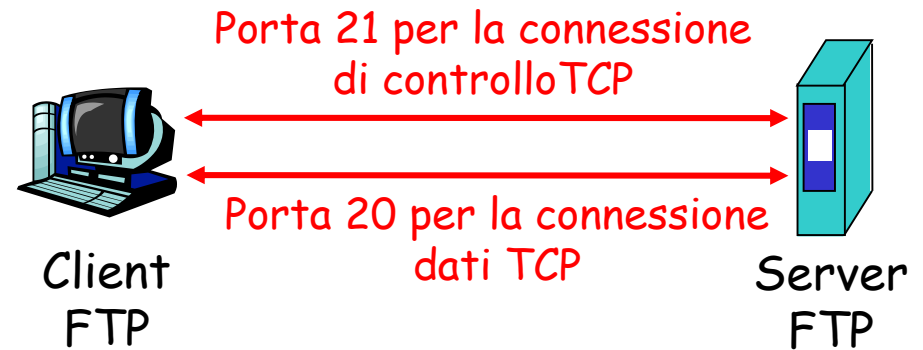 Porta 21 per la connessione
di controlloTCP
Porta 20 per la connessione
dati TCP
Client
FTP
Server
FTP